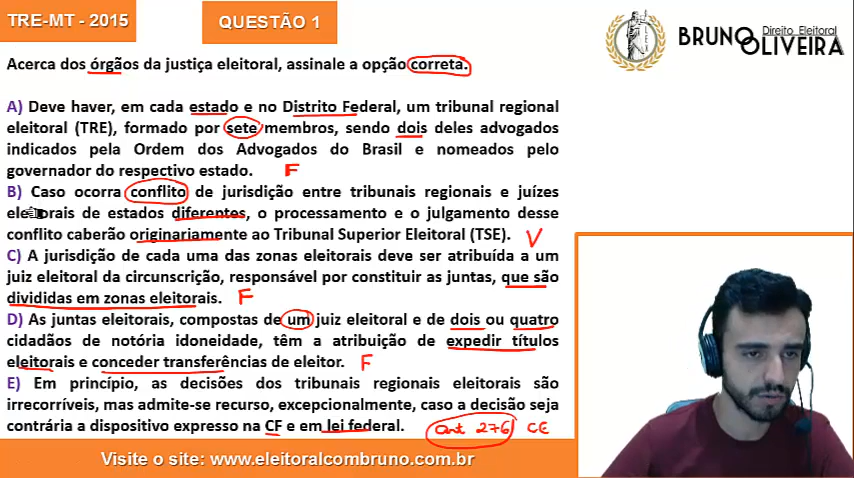 TRE-MT - 2015
QUESTÃO 1
BRUNO
Direito Eleitoral
OLIVEIRA
Acerca dos órgãos da justiça eleitoral, assinale a opção correta.
A) Deve haver, em cada estado e no Distrito Federal, um tribunal regional
eleitoral (TRE), formado por sete membros, sendo dois deles advogados
indicados pela Ordem dos Advogados do Brasil e nomeados pelo
governador do respectivo estado. F
B) Caso ocorra conflito de jurisdição entre tribunais regionais e juízes
eleitorais de estados diferentes, o processamento e o julgamento desse
conflito caberão originariamente ao Tribunal Superior Eleitoral (TSE). V
C) A jurisdição de cada uma das zonas eleitorais deve ser atribuída a um
juiz eleitoral da circunscrição, responsável por constituir as juntas, que são
divididas em zonas eleitorais. F
D) As juntas eleitorais, compostas de um juiz eleitoral e de dois ou quatro
cidadãos de notória idoneidade, têm a atribuição de expedir títulos
eleitorais e conceder transferências de eleitor. F
E) Em princípio, as decisões dos tribunais regionais eleitorais são
irrecorríveis, mas admite-se recurso, excepcionalmente, caso a decisão seja
contrária a dispositivo expresso na CF e em lei federal. Art 276 CE
Visite o site: www.eleitoralcombruno.com.br